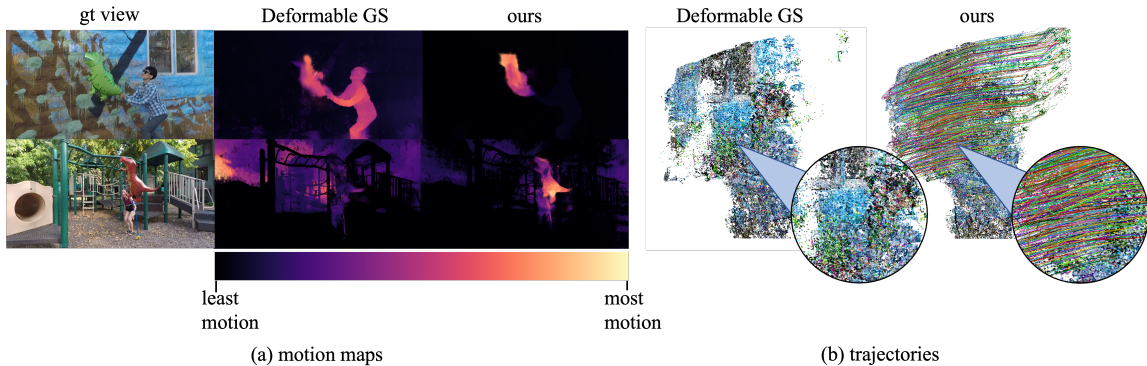 gt view
Deformable GS
ours
Deformable GS
ours
least
motion
most
motion
(a) motion maps
(b) trajectories